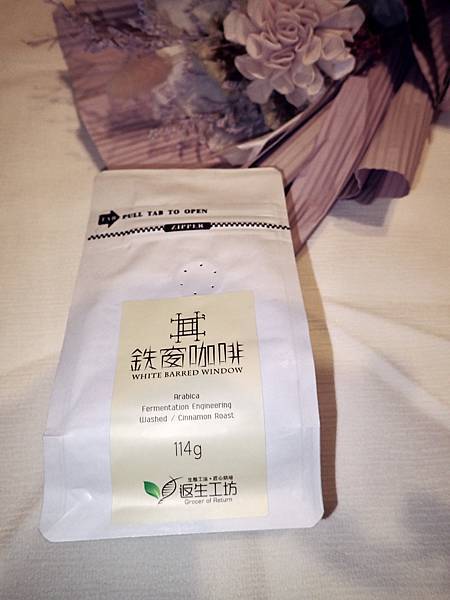 TAB PULL TAB TO OPEN
ZIPPER
鉄窗咖啡
WHITE BARRED WINDOW
Arabica
Fermentation Engineering
Washed / Cinnamon Roast
114g
返生工坊
Grocer of Return